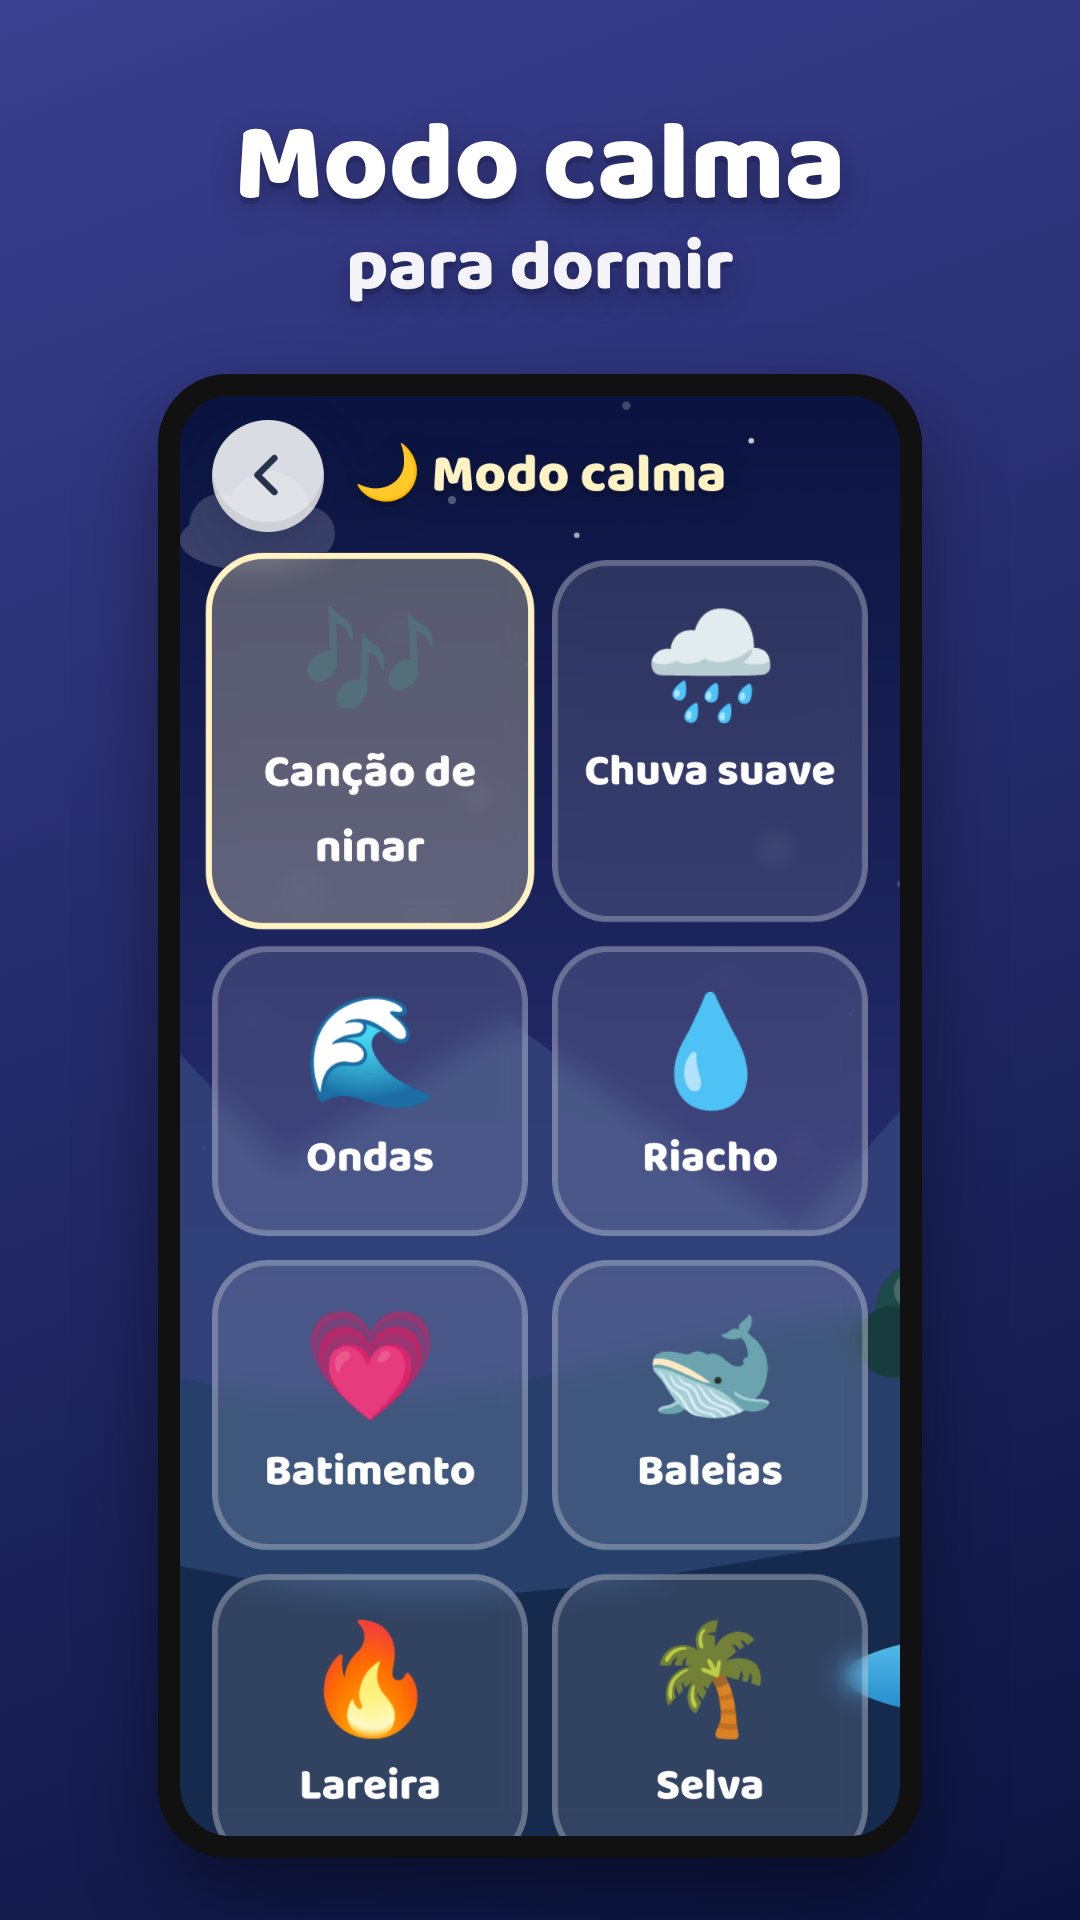 Modo calma
para dormir
Modo calma
Canção de
ninar
Chuva suave
Ondas
Riacho
Batimento
Baleias
Lareira
Selva